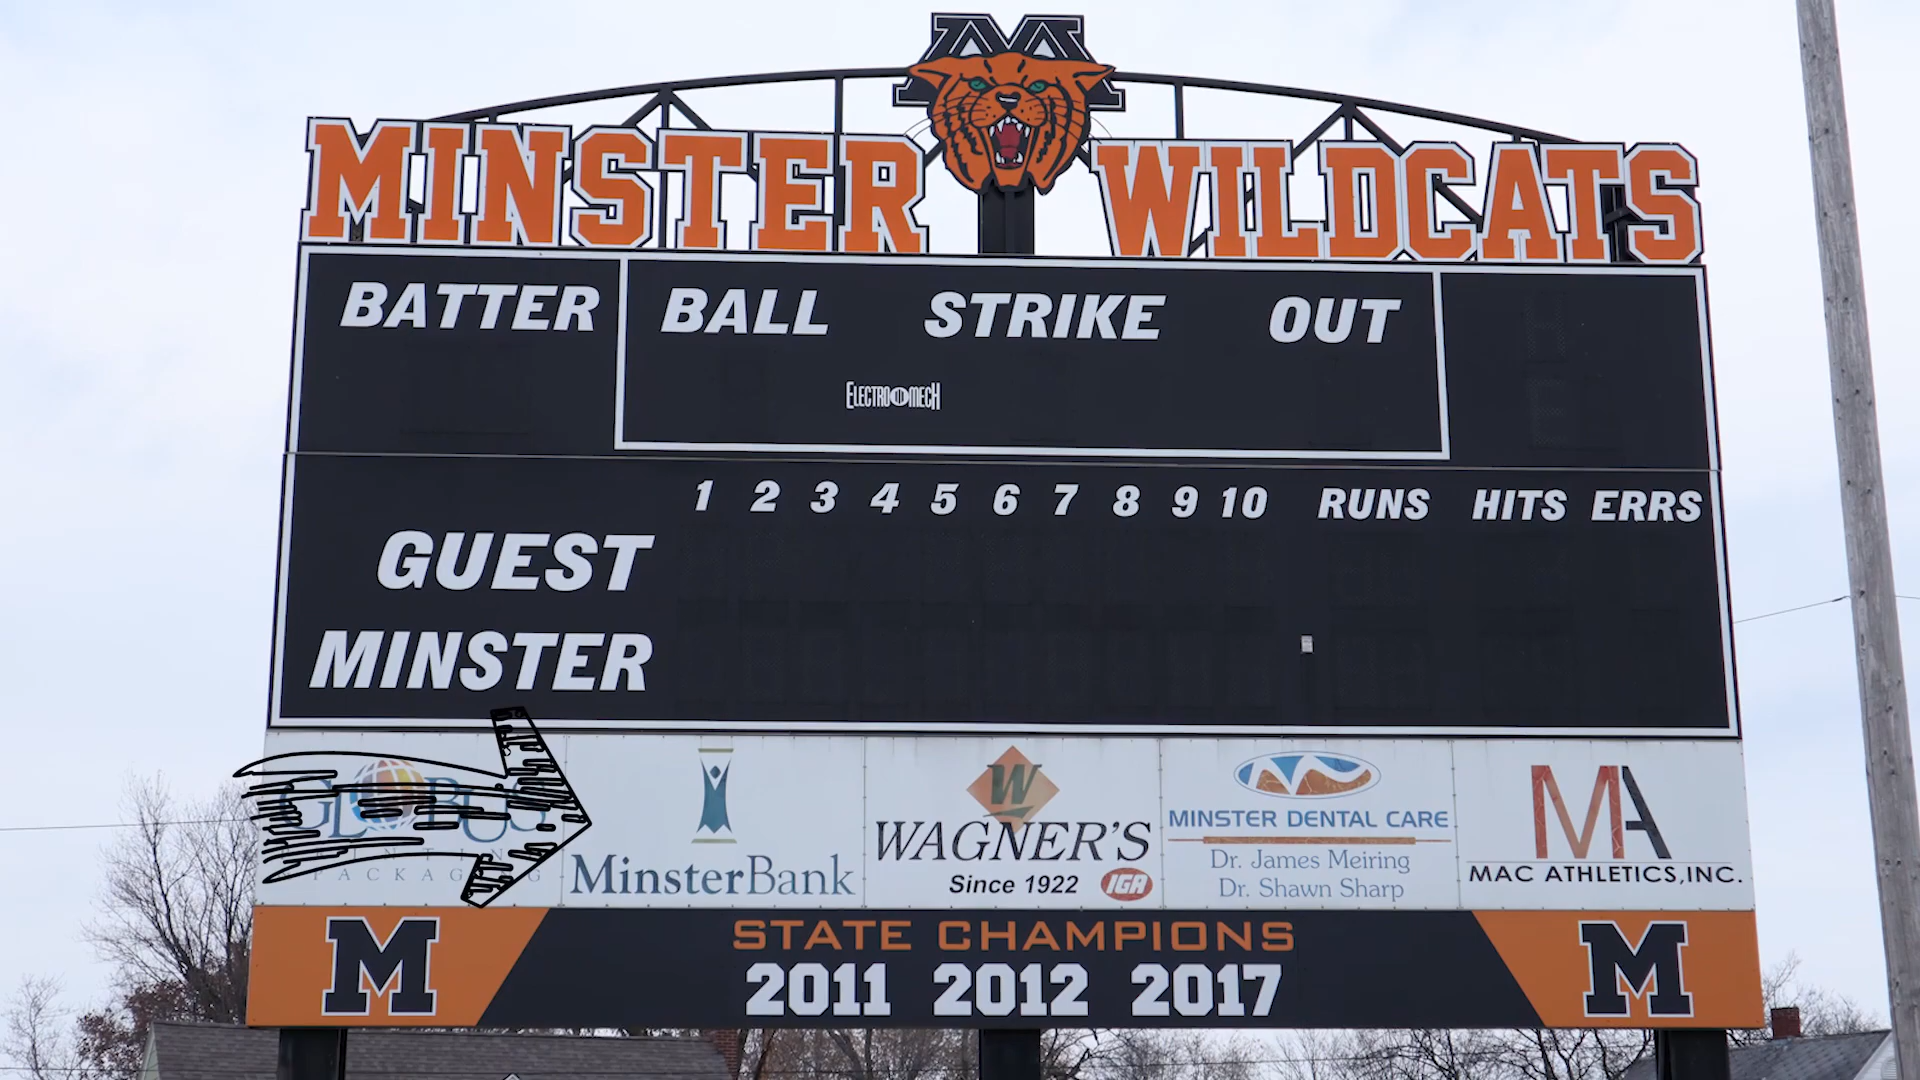 M
MINSTER WILDCATS
BATTER BALL STRIKE OUT
ELECTRO MECH
1 2 3 4 5 6 7 8 9 10 RUNS HITS ERRS
GUEST
MINSTER
GLOBUS
PACKAGING
MinsterBank
W
WAGNER'S
Since 1922 IGA
MINSTER DENTAL CARE
Dr. James Meiring
Dr. Shawn Sharp
MA
MAC ATHLETICS, INC.
M STATE CHAMPIONS M
2011 2012 2017